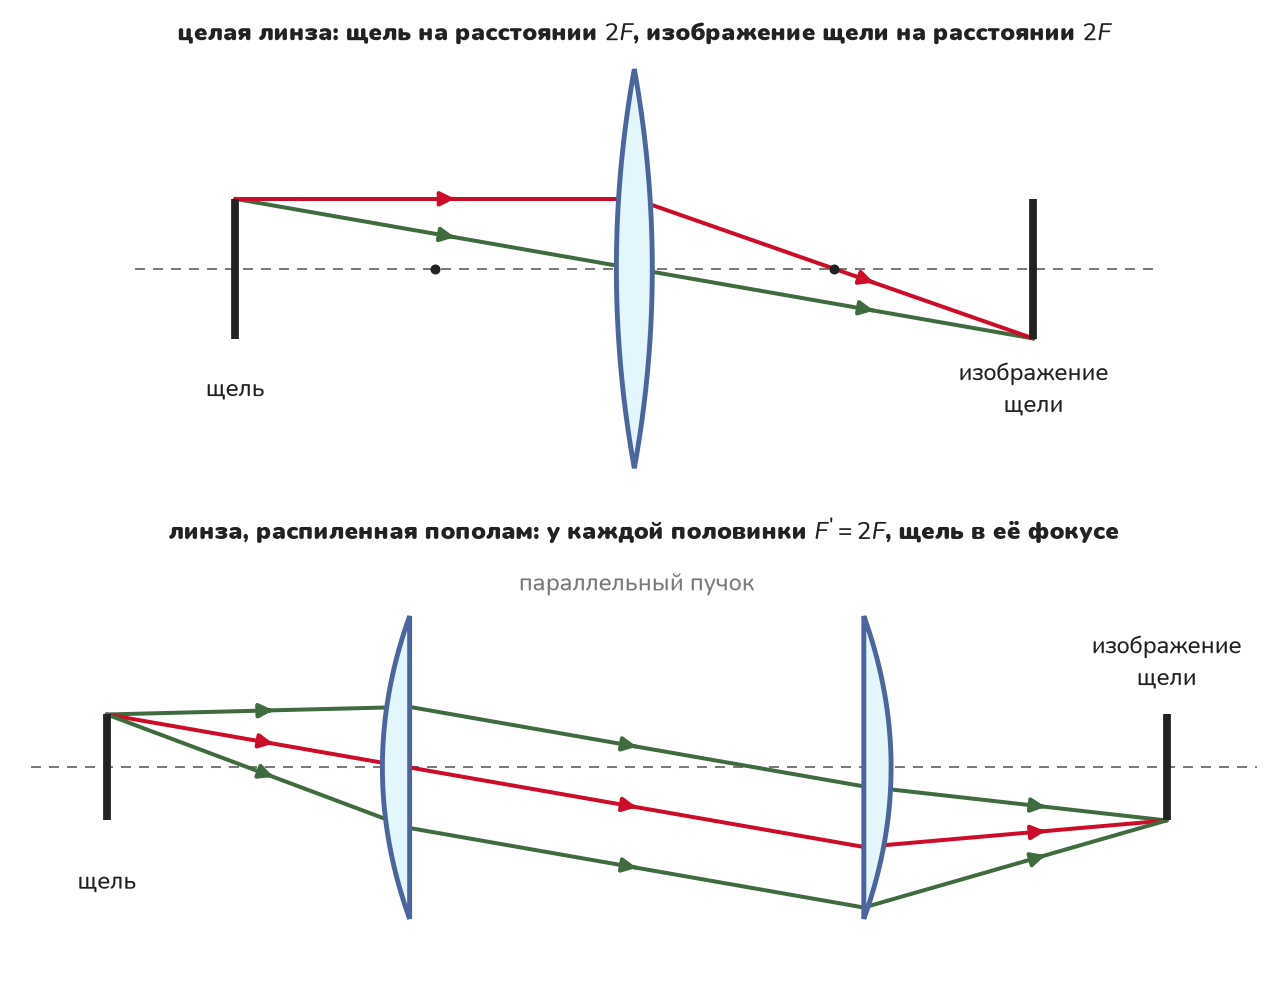 целая линза: щель на расстоянии 2F, изображение щели на расстоянии 2F
щель
изображение
щели
линза, распиленная пополам: у каждой половинки F' = 2F, щель в её фокусе
параллельный пучок
изображение
щели
щель